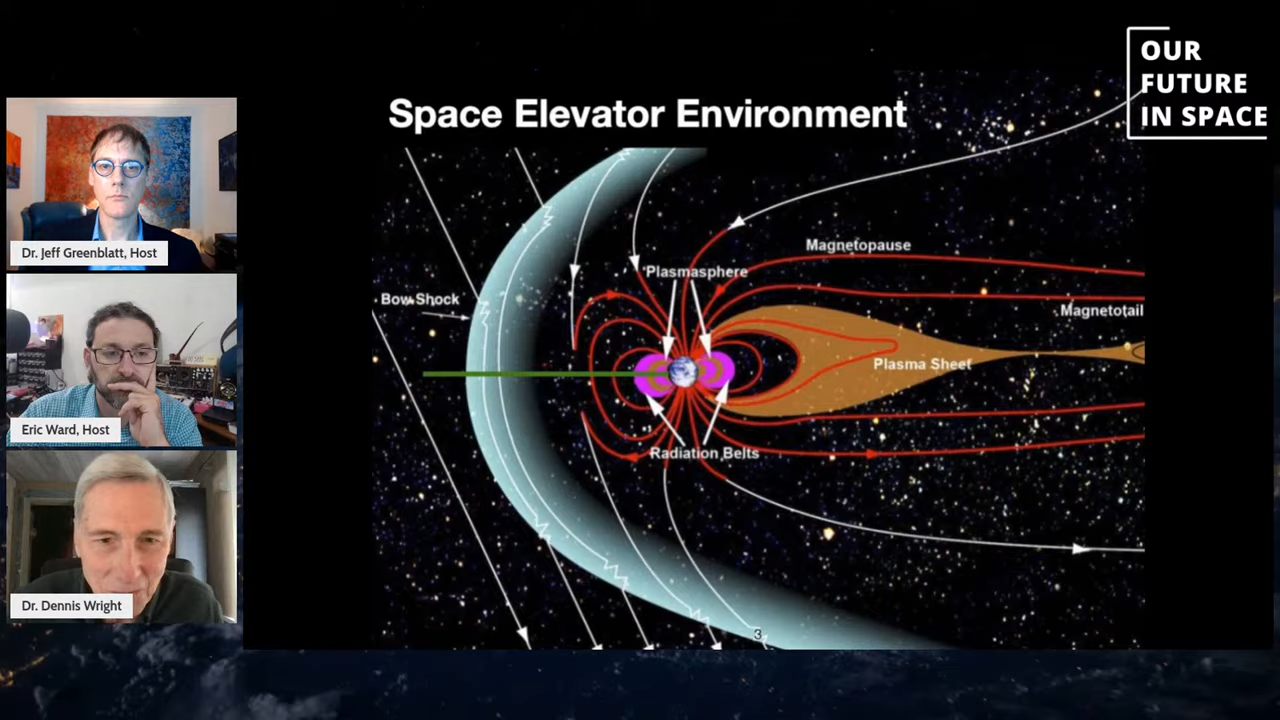 OUR
FUTURE
IN SPACE
Space Elevator Environment
Dr. Jeff Greenblatt, Host
Magnetopause
Plasmasphere
Bow Shock
Magnetotail
Plasma Sheet
Eric Ward, Host
Radiation Belts
Dr. Dennis Wright
3